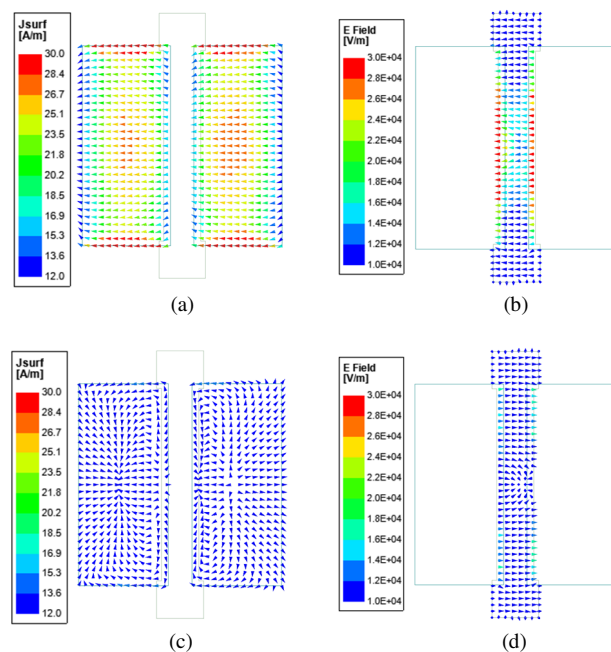 Jsurf
[A/m]
30.0
28.4
26.7
25.1
23.5
21.8
20.2
18.5
16.9
15.3
13.6
12.0
(a)
E Field
[V/m]
3.0E+04
2.8E+04
2.6E+04
2.4E+04
2.2E+04
2.0E+04
1.8E+04
1.6E+04
1.4E+04
1.2E+04
1.0E+04
(b)
Jsurf
[A/m]
30.0
28.4
26.7
25.1
23.5
21.8
20.2
18.5
16.9
15.3
13.6
12.0
(c)
E Field
[V/m]
3.0E+04
2.8E+04
2.6E+04
2.4E+04
2.2E+04
2.0E+04
1.8E+04
1.6E+04
1.4E+04
1.2E+04
1.0E+04
(d)